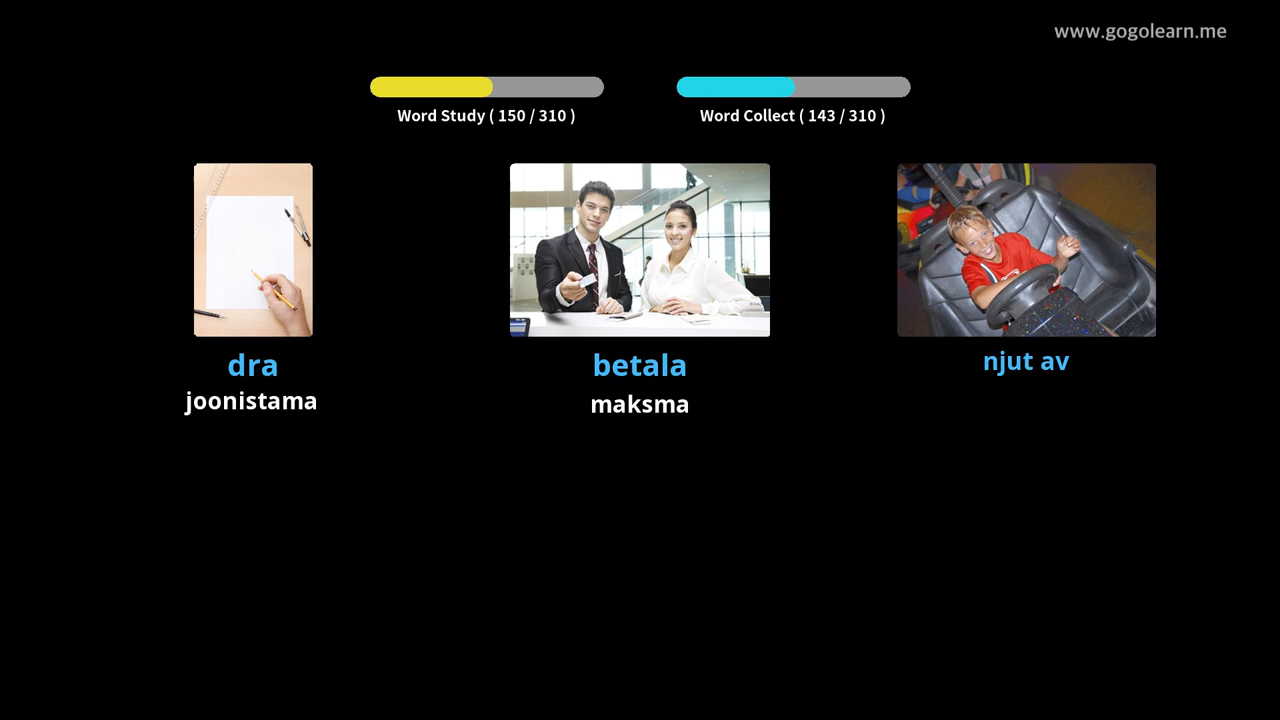 www.gogolearn.me
Word Study ( 150 / 310 )
Word Collect ( 143 / 310 )
dra
joonistama
betala
maksma
njut av